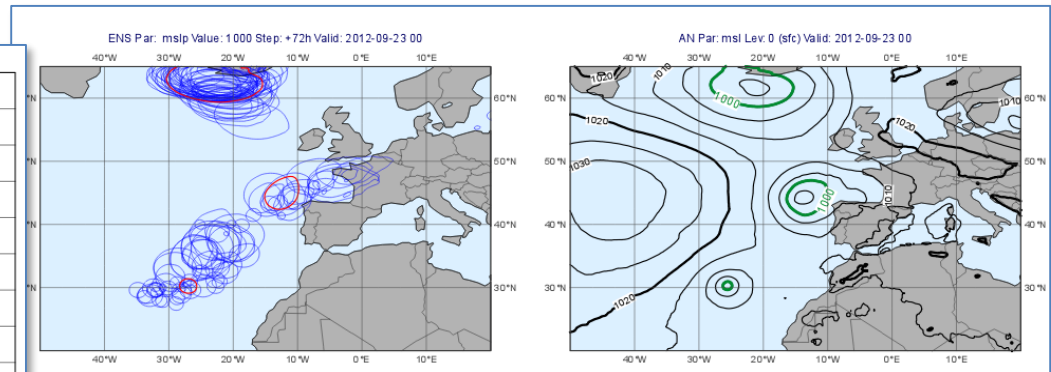 ENS Par: mslp Value: 1000 Step: +72h Valid: 2012-09-23 00
40°W 30°W 20°W 10°W 0°E 10°E
°N 60°N
°N 50°N
°N 40°N
°N 30°N
40°W 30°W 20°W 10°W 0°E 10°E
AN Par: msl Lev: 0 (sfc) Valid: 2012-09-23 00
40°W 30°W 20°W 10°W 0°E 10°E
1020 1010
1000 1010 60°N
1020 1020
1030 50°N
1000 1010 40°N
1020 30°N
40°W 30°W 20°W 10°W 0°E 10°E